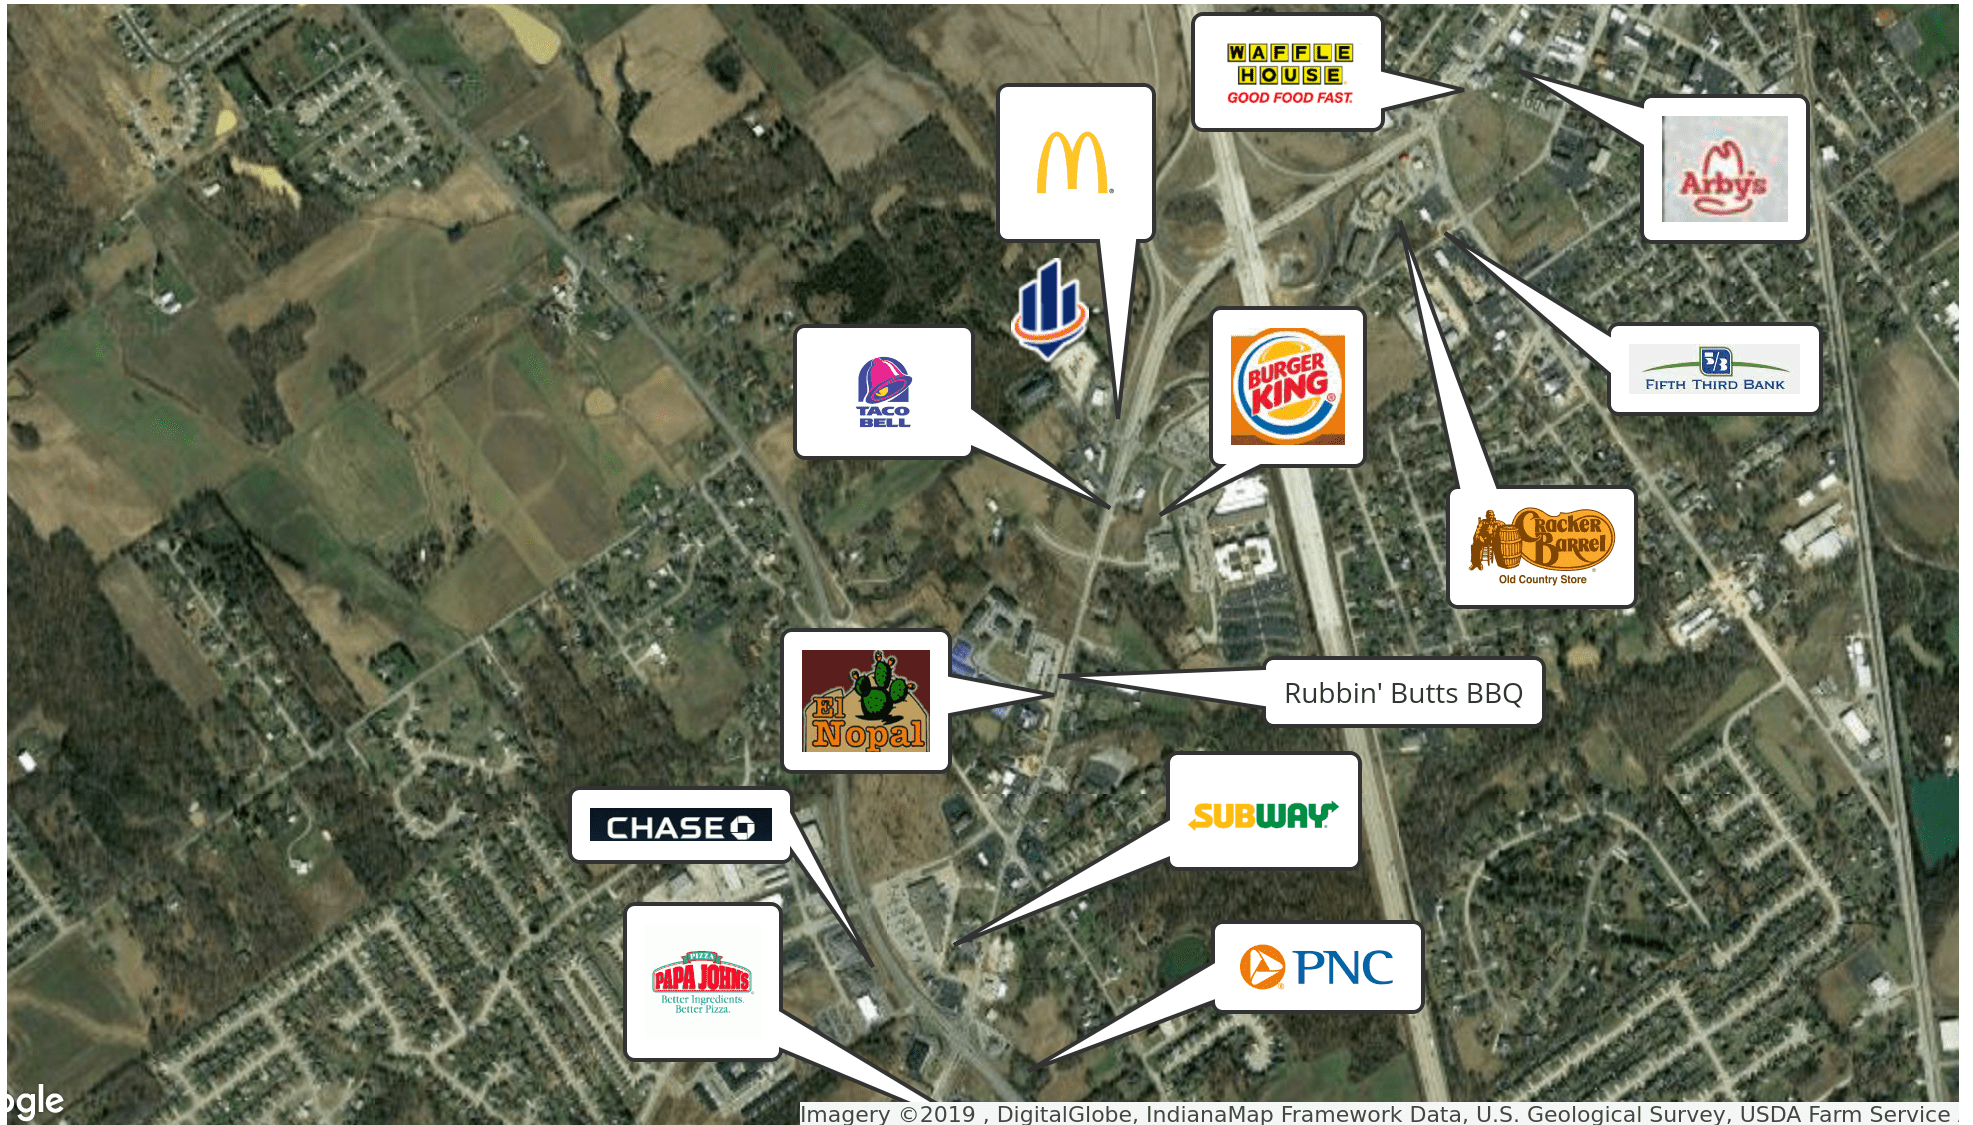 WAFFLE
HOUSE
GOOD FOOD FAST.
Arby's
TACO
BELL
BURGER
KING
FIFTH THIRD BANK
Cracker
Barrel
Old Country Store
El
Nopal
Rubbin' Butts BBQ
CHASE
SUBWAY
PIZZA
PAPA JOHNS
Better Ingredients.
Better Pizza.
PNC
ogle
Imagery ©2019 , DigitalGlobe, IndianaMap Framework Data, U.S. Geological Survey, USDA Farm Service